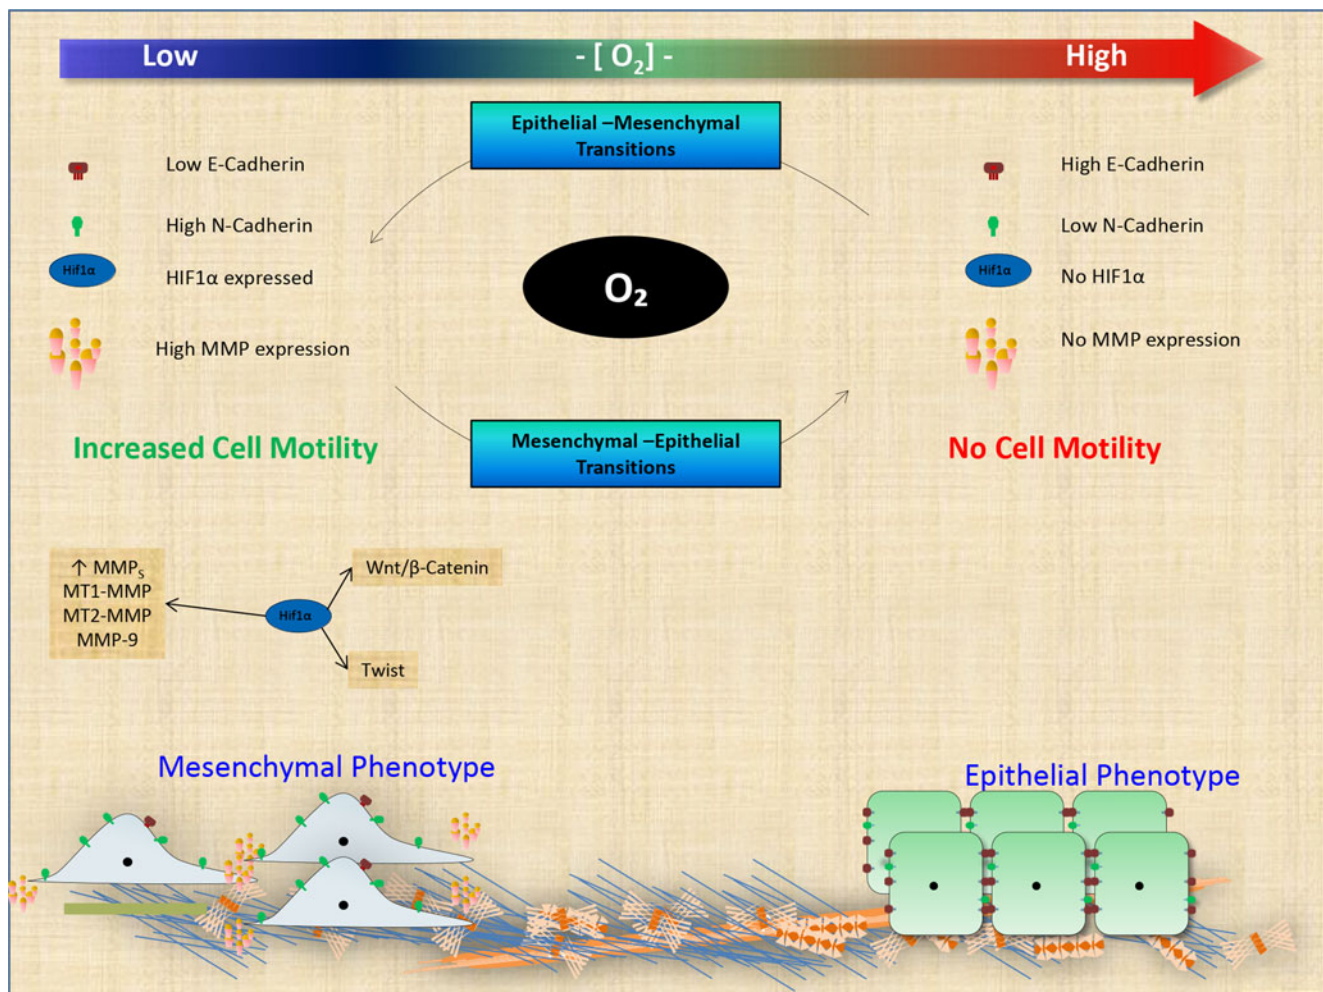 Low
- [ O₂] -
High
Epithelial –Mesenchymal
Transitions
Low E-Cadherin
High N-Cadherin
Hif1α
HIF1α expressed
High MMP expression
O₂
High E-Cadherin
Low N-Cadherin
Hif1α
No HIF1α
No MMP expression
Increased Cell Motility
Mesenchymal –Epithelial
Transitions
No Cell Motility
↑ MMPₛ
MT1-MMP
MT2-MMP
MMP-9
Hif1α
Wnt/β-Catenin
Twist
Mesenchymal Phenotype
Epithelial Phenotype